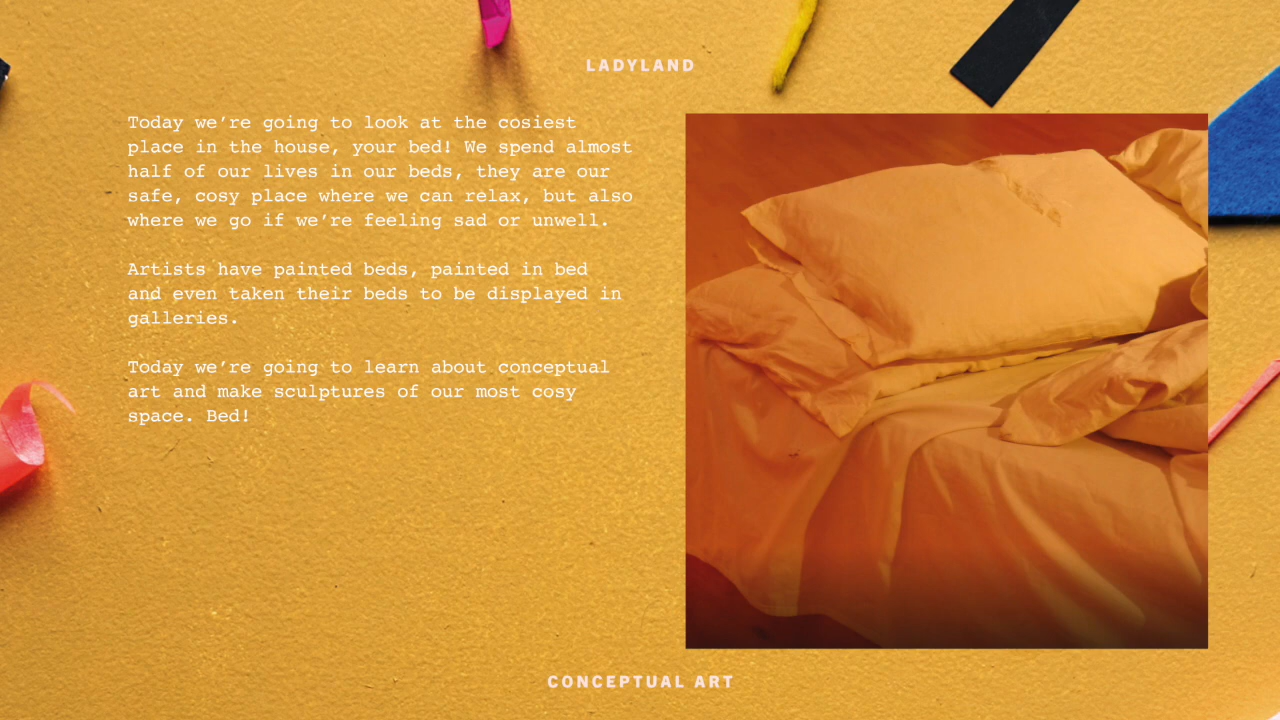 LADYLAND
Today we’re going to look at the cosiest
place in the house, your bed! We spend almost
half of our lives in our beds, they are our
safe, cosy place where we can relax, but also
where we go if we’re feeling sad or unwell.
Artists have painted beds, painted in bed
and even taken their beds to be displayed in
galleries.
Today we’re going to learn about conceptual
art and make sculptures of our most cosy
space. Bed!
CONCEPTUAL ART